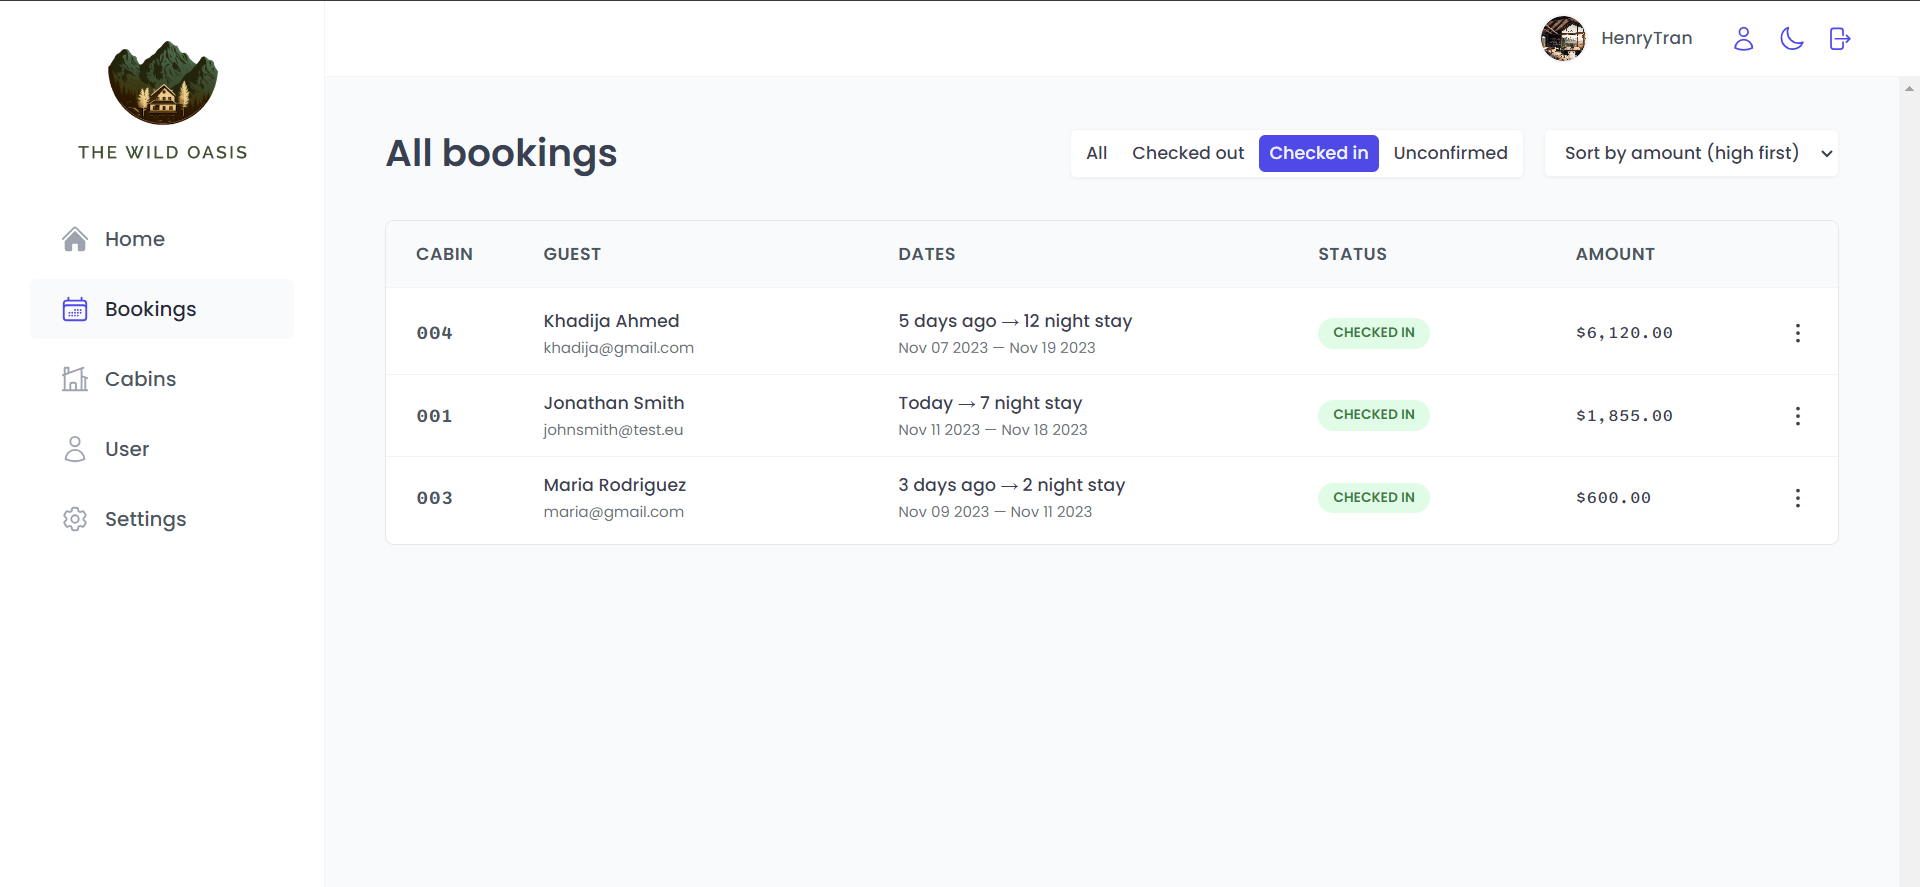 THE WILD OASIS
Home
Bookings
Cabins
User
Settings
HenryTran
All bookings
All Checked out Checked in Unconfirmed
Sort by amount (high first)
CABIN GUEST DATES STATUS AMOUNT
004 Khadija Ahmed 5 days ago → 12 night stay CHECKED IN $6,120.00
khadija@gmail.com Nov 07 2023 — Nov 19 2023
001 Jonathan Smith Today → 7 night stay CHECKED IN $1,855.00
johnsmith@test.eu Nov 11 2023 — Nov 18 2023
003 Maria Rodriguez 3 days ago → 2 night stay CHECKED IN $600.00
maria@gmail.com Nov 09 2023 — Nov 11 2023